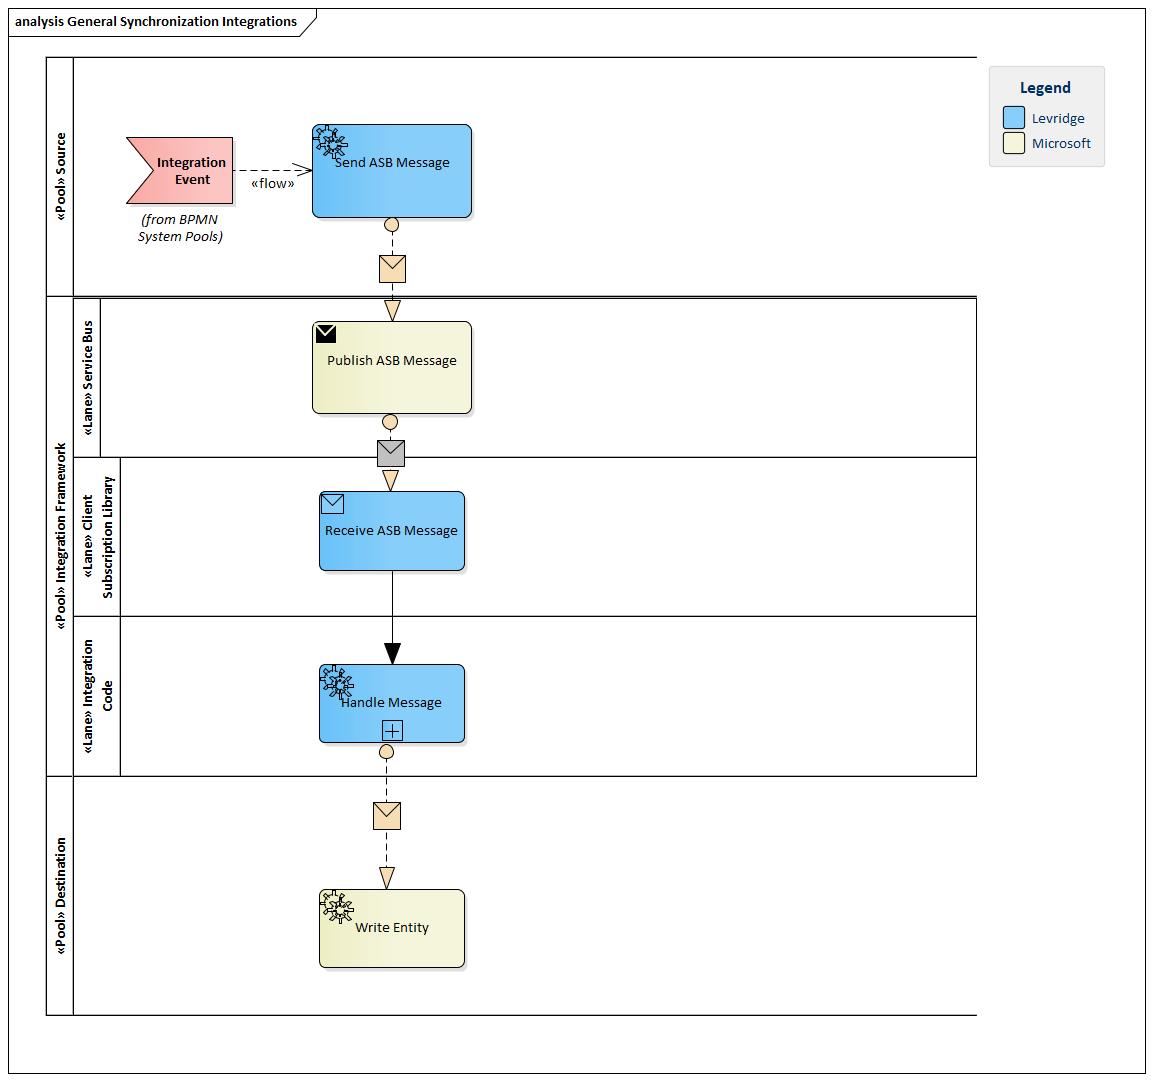 analysis General Synchronization Integrations
Legend
Levridge
Microsoft
«Pool» Source
Integration
Event
(from BPMN
System Pools)
«flow»
Send ASB Message
«Pool» Integration Framework
«Lane» Service Bus
Publish ASB Message
«Lane» Client
Subscription Library
Receive ASB Message
«Lane» Integration
Code
Handle Message
«Pool» Destination
Write Entity